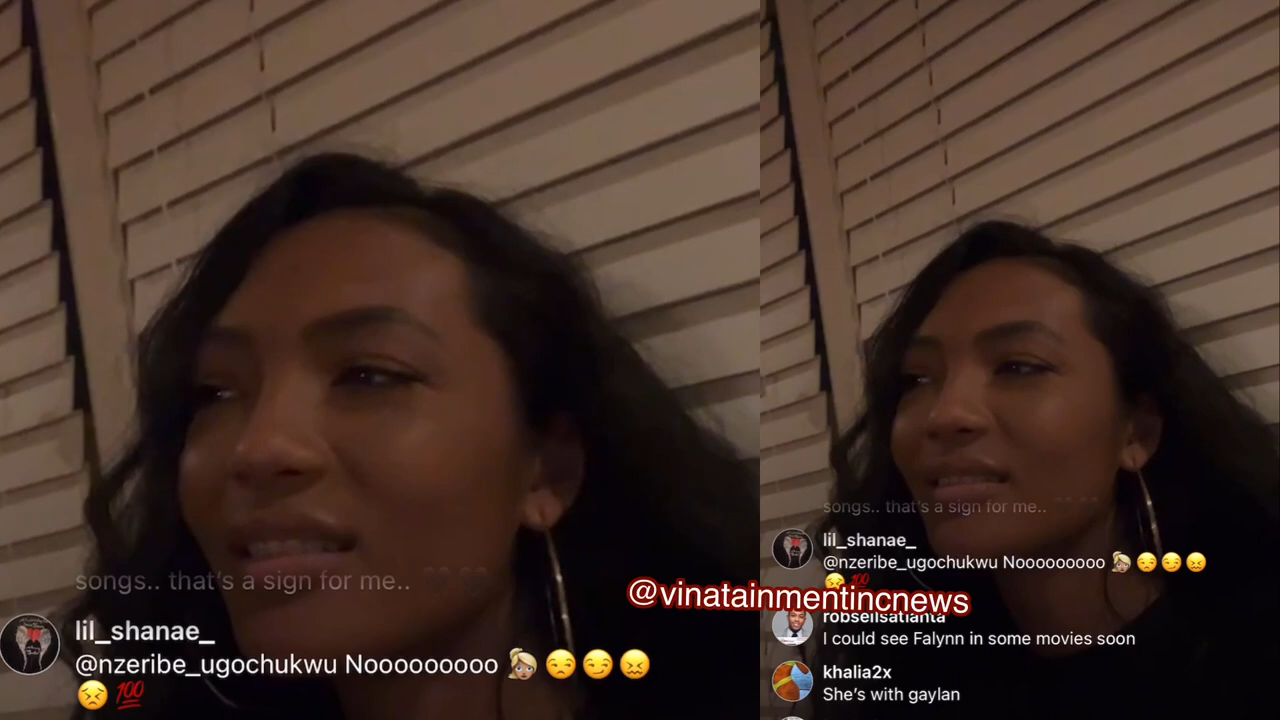 songs.. that's a sign for me..
lil_shanae_
@nzeribe_ugochukwu Nooooooooo 🧏🏼‍♀️😒😏😖
😣💯
songs.. that's a sign for me..
lil_shanae_
@nzeribe_ugochukwu Nooooooooo 🧏🏼‍♀️😒😏😖
😣💯
@vinatainmentincnews
robsellsatlanta
I could see Falynn in some movies soon
khalia2x
She's with gaylan